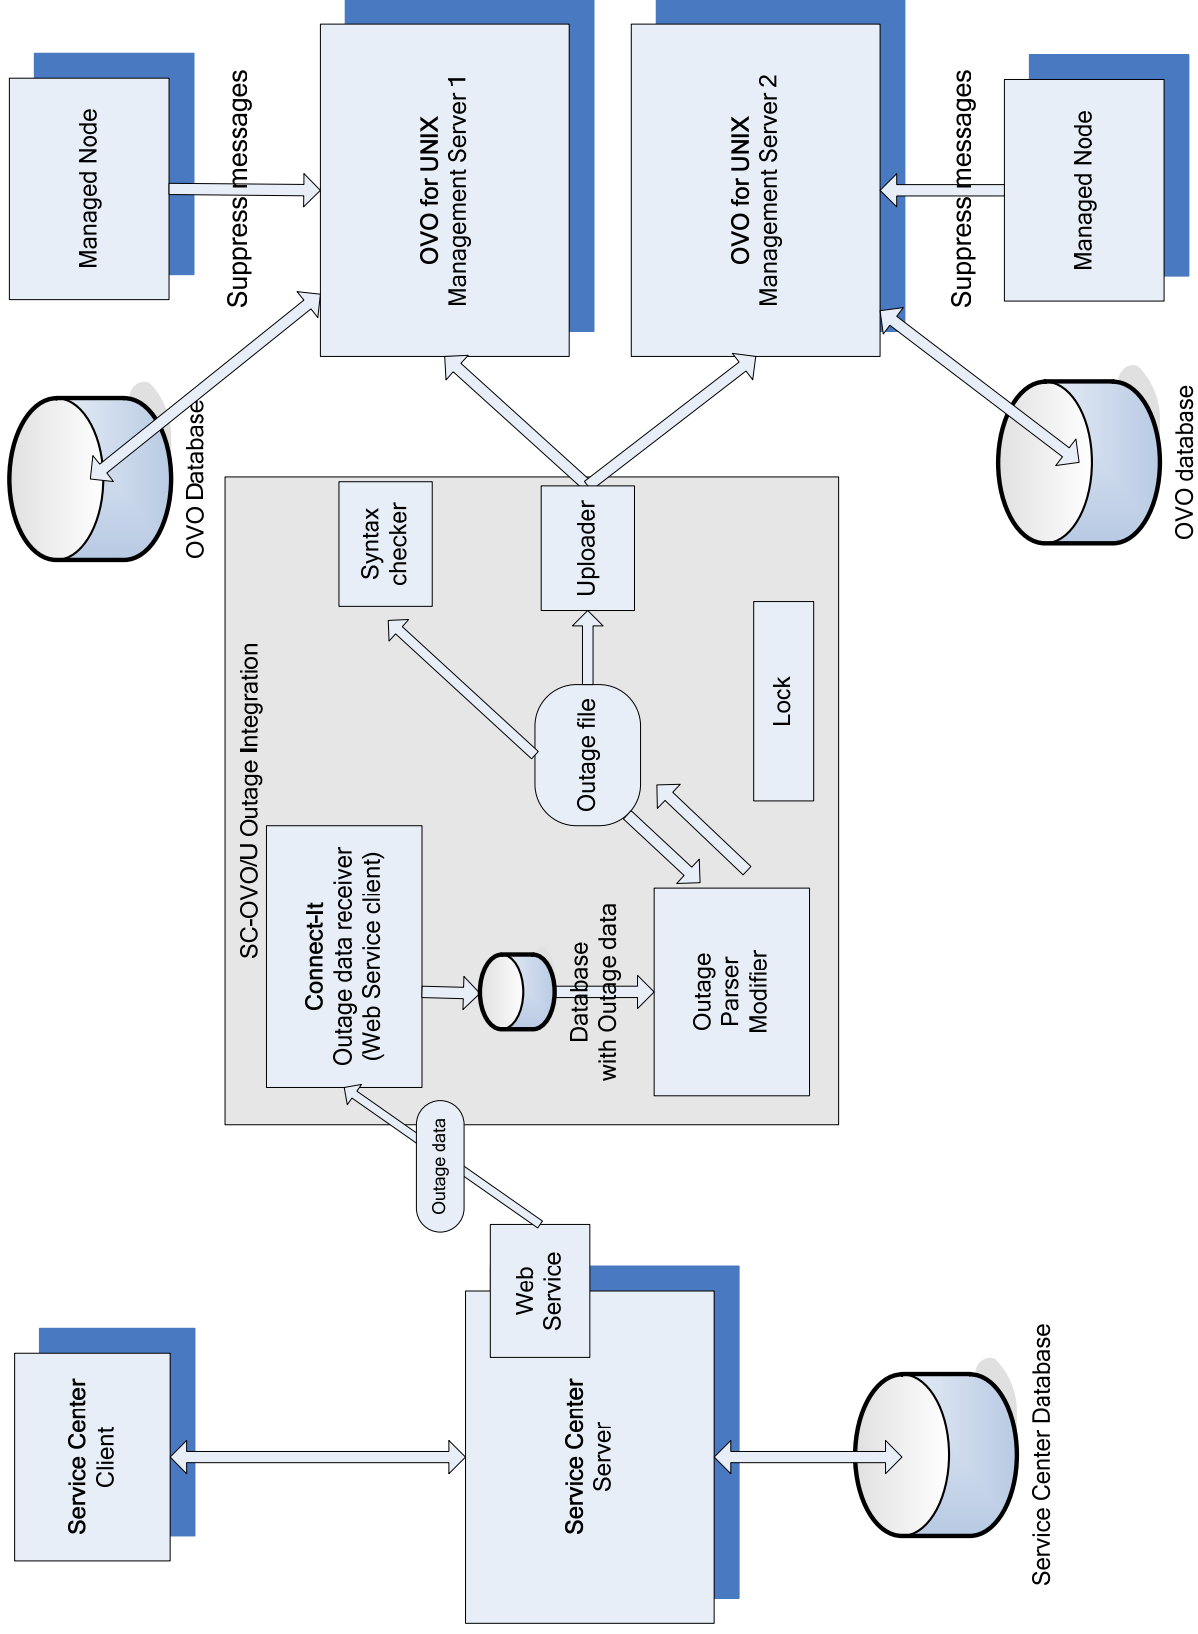 Service Center
Client
Service Center
Server
Web
Service
Service Center Database
Outage data
SC-OVO/U Outage Integration
Connect-It
Outage data receiver
(Web Service client)
Database
with Outage data
Outage
Parser
Modifier
Outage file
Syntax
checker
Uploader
Lock
OVO Database
Managed Node
Suppress messages
OVO for UNIX
Management Server 1
OVO for UNIX
Management Server 2
Suppress messages
Managed Node
OVO database